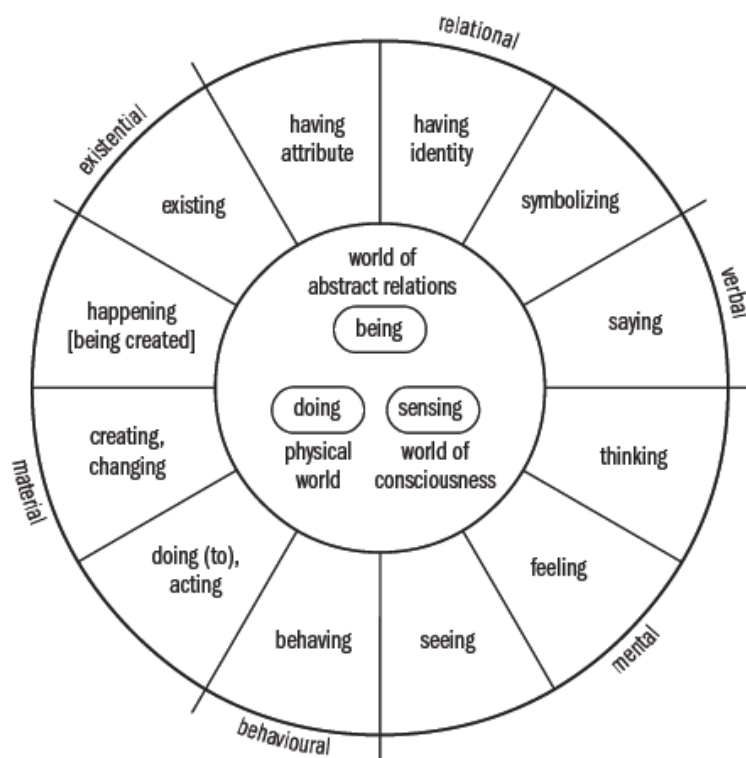 relational
existential
having
attribute
having
identity
existing
symbolizing
verbal
world of
abstract relations
being
happening
[being created]
saying
doing
sensing
physical
world
world of
consciousness
creating,
changing
thinking
material
doing (to),
acting
feeling
behaving
seeing
mental
behavioural